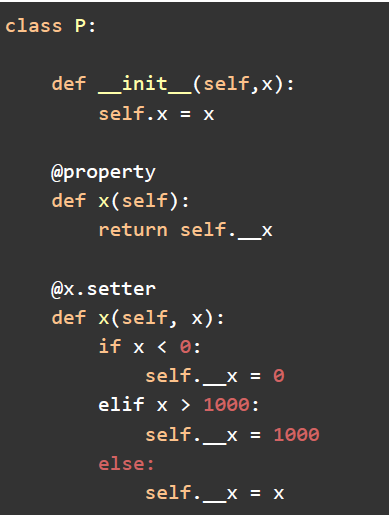 class P:
    def __init__(self,x):
        self.x = x
    @property
    def x(self):
        return self.__x
    @x.setter
    def x(self, x):
        if x < 0:
            self.__x = 0
        elif x > 1000:
            self.__x = 1000
        else:
            self.__x = x